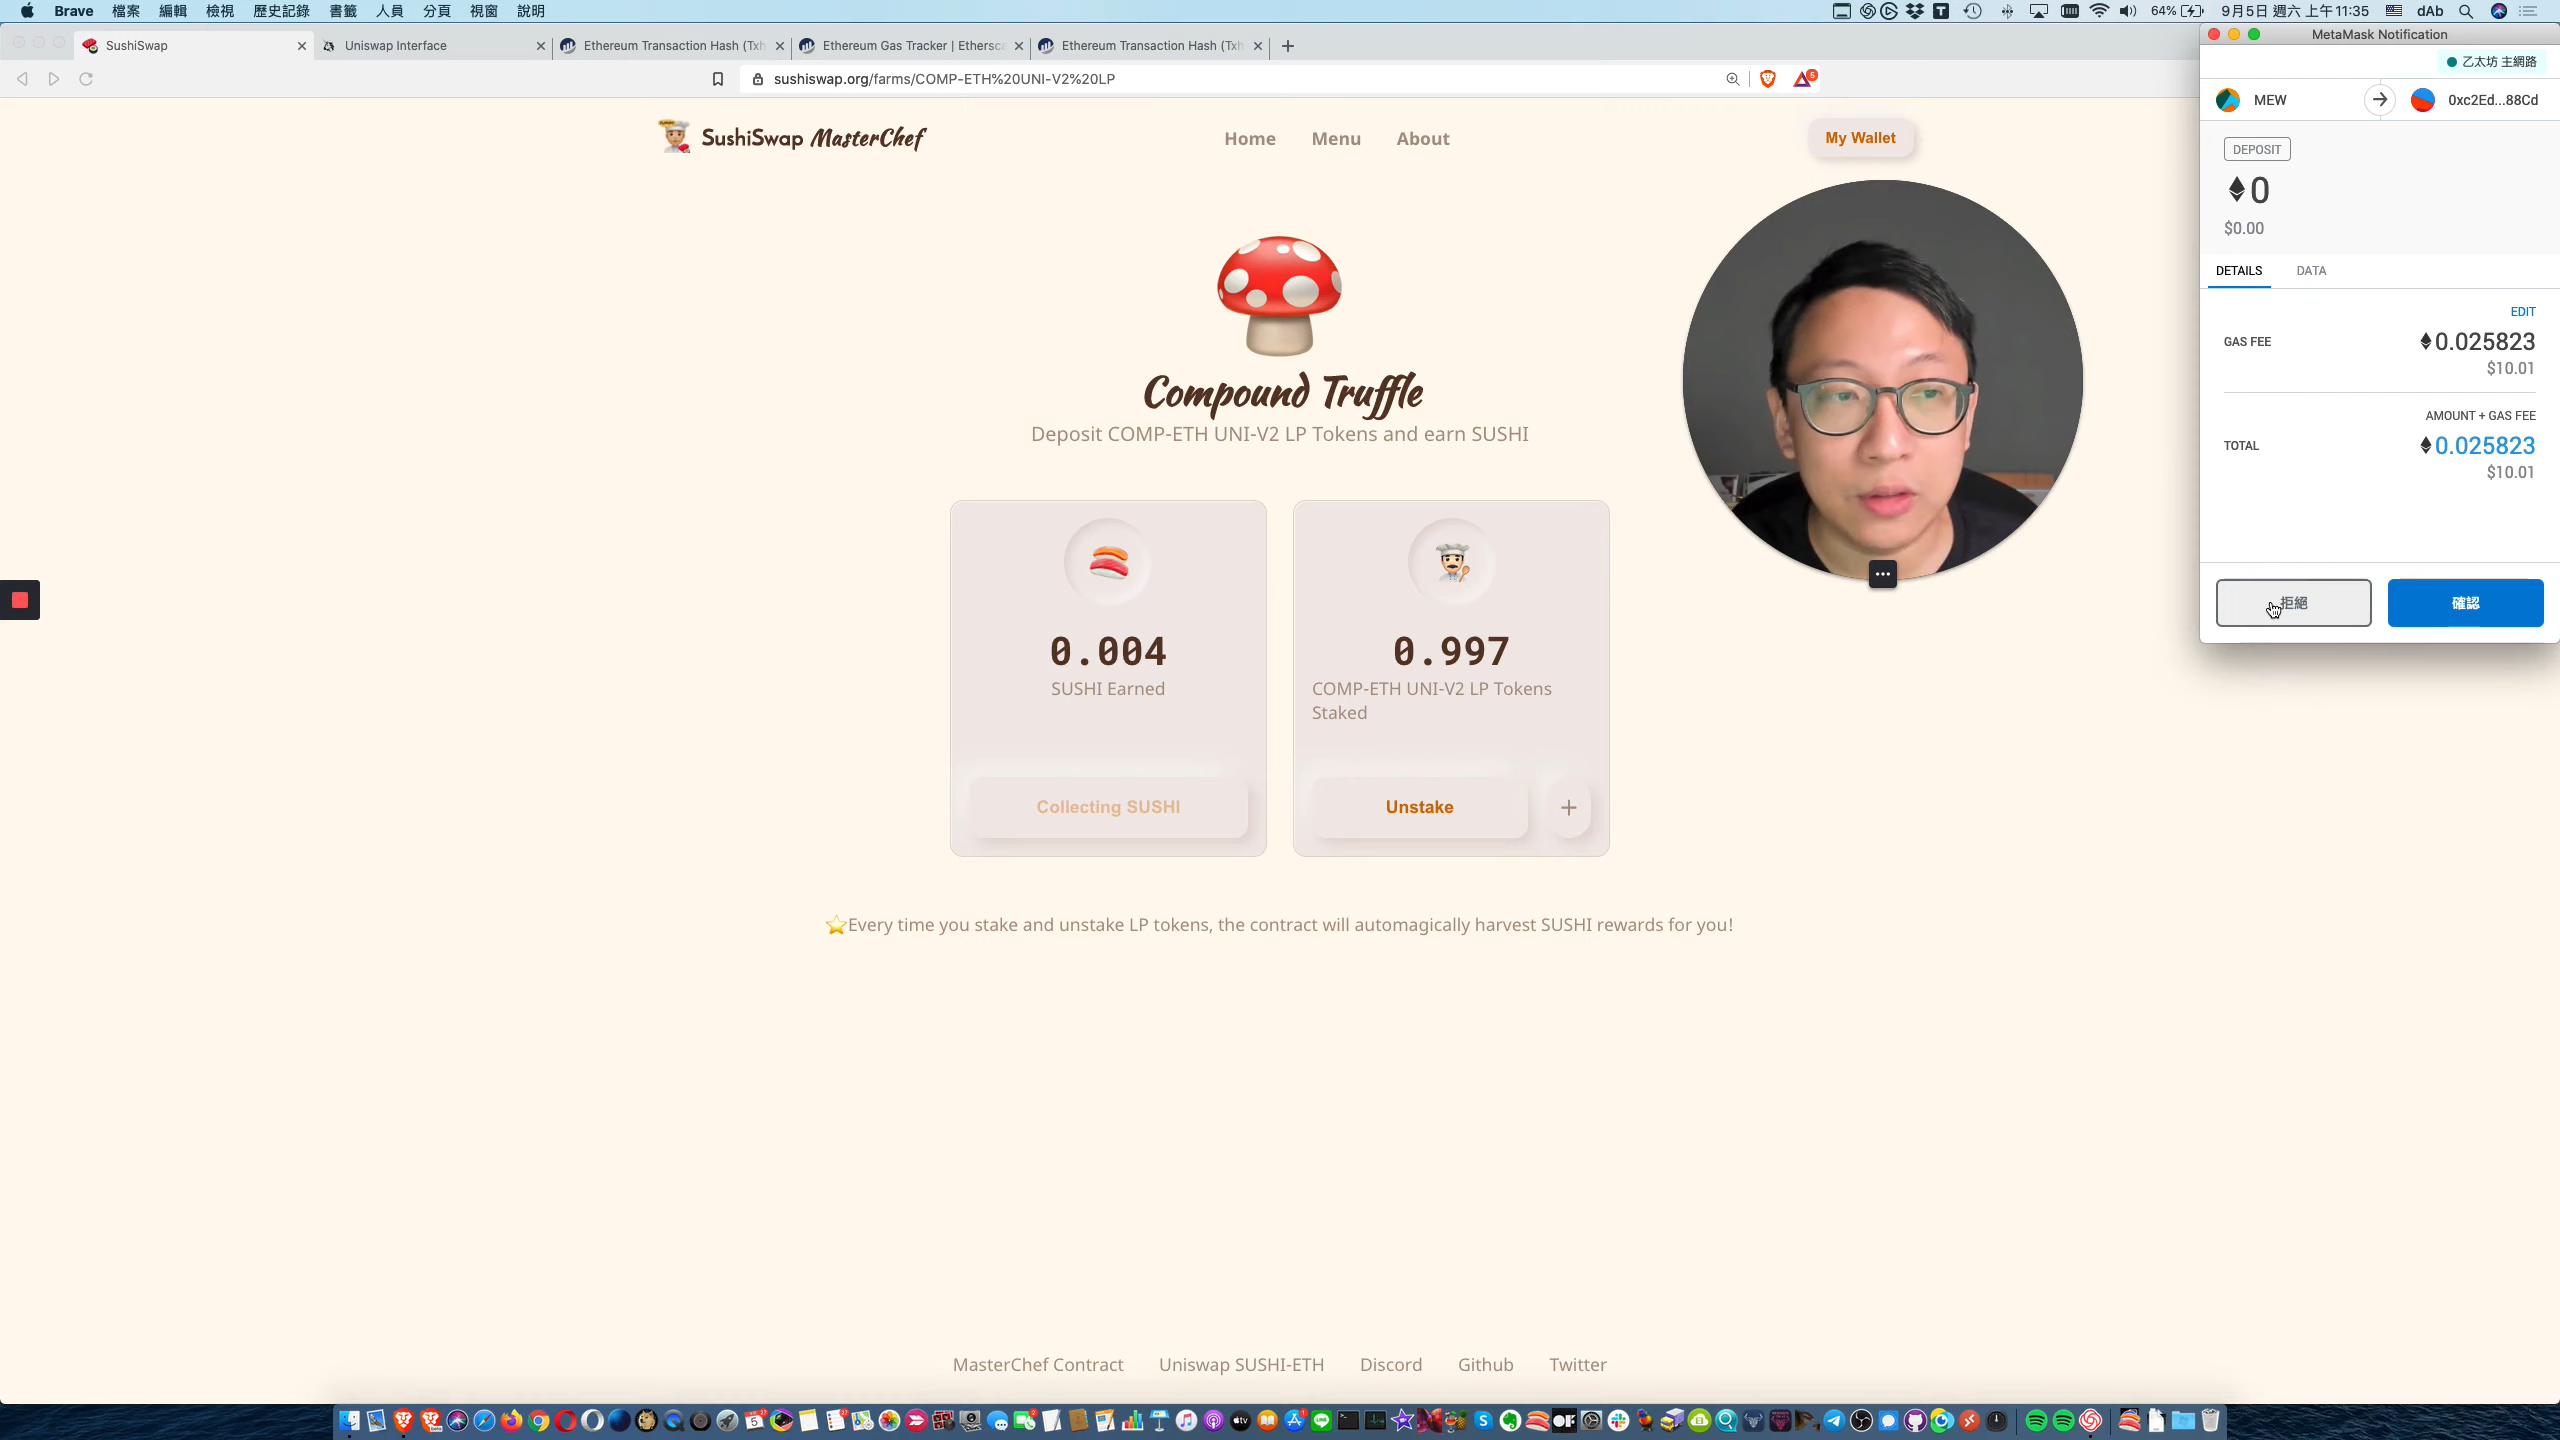 Brave 檔案 編輯 檢視 歷史記錄 書籤 人員 分頁 視窗 說明
64% 9月5日 週六 上午11:35 dAb
SushiSwap
Uniswap Interface
Ethereum Transaction Hash (Txh
Ethereum Gas Tracker | Ethersca
Ethereum Transaction Hash (Txh
sushiswap.org/farms/COMP-ETH%20UNI-V2%20LP
5
SushiSwap MasterChef
Home Menu About
My Wallet
Compound Truffle
Deposit COMP-ETH UNI-V2 LP Tokens and earn SUSHI
0.004
SUSHI Earned
Collecting SUSHI
0.997
COMP-ETH UNI-V2 LP Tokens
Staked
Unstake
+
Every time you stake and unstake LP tokens, the contract will automagically harvest SUSHI rewards for you!
MasterChef Contract Uniswap SUSHI-ETH Discord Github Twitter
MetaMask Notification
乙太坊 主網路
MEW
0xc2Ed...88Cd
DEPOSIT
0
$0.00
DETAILS DATA
EDIT
GAS FEE 0.025823
$10.01
AMOUNT + GAS FEE
TOTAL 0.025823
$10.01
拒絕 確認